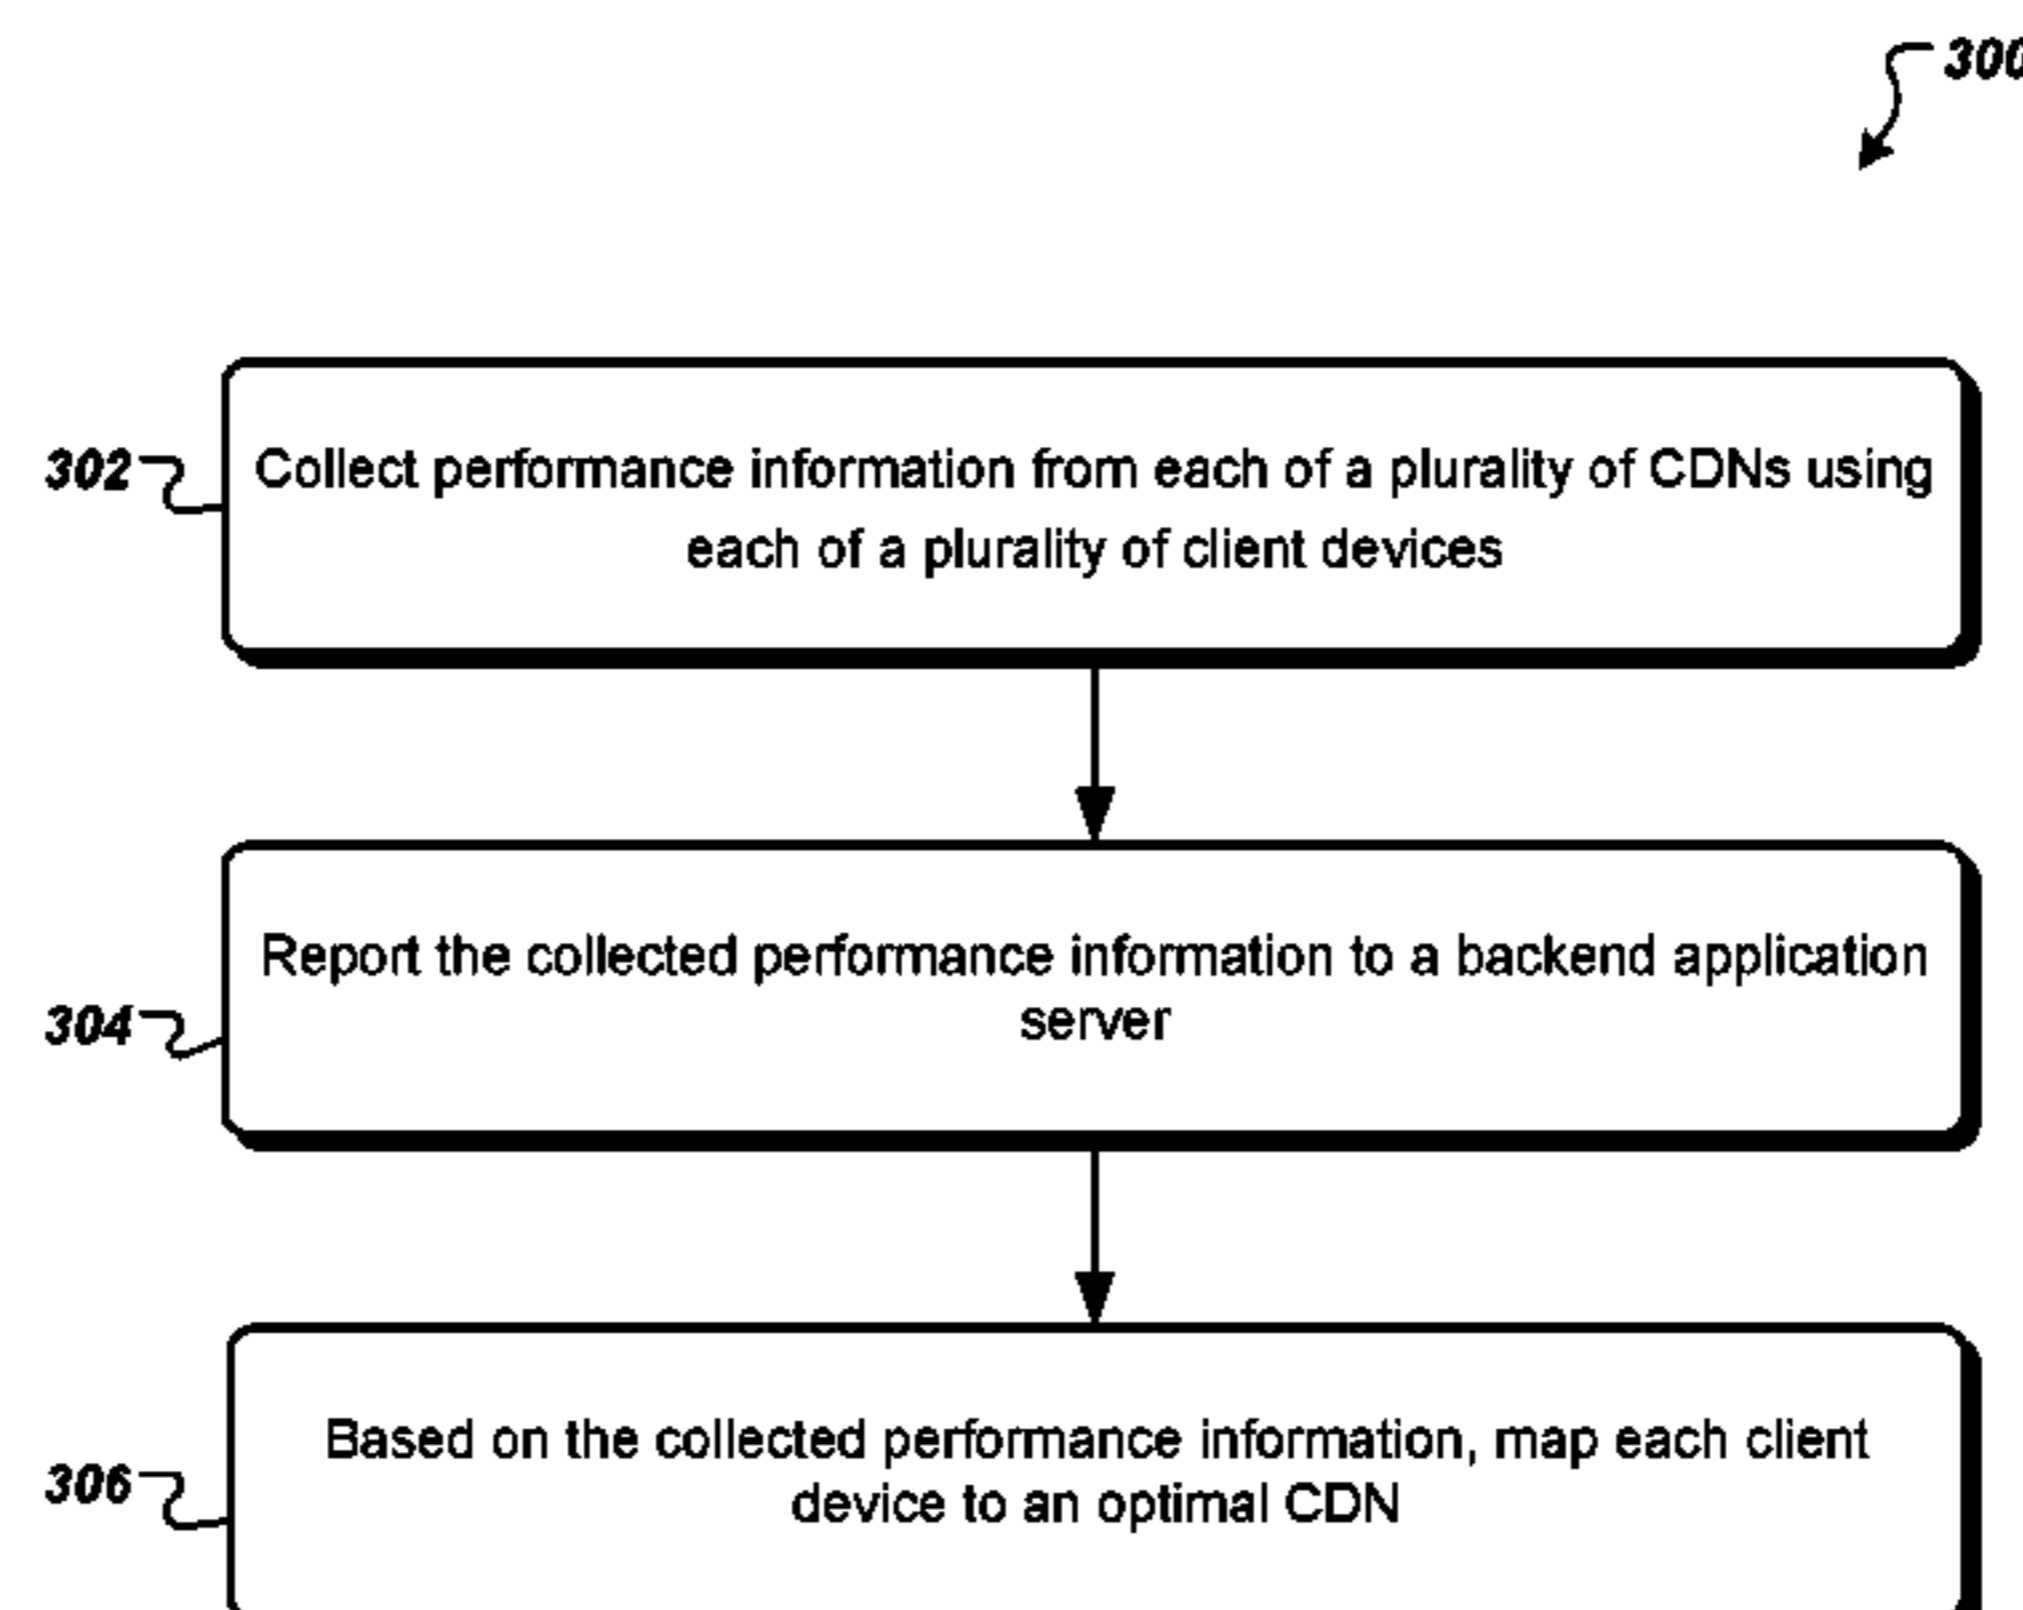 300
302
Collect performance information from each of a plurality of CDNs using
each of a plurality of client devices
Report the collected performance information to a backend application
server
304
Based on the collected performance information, map each client
device to an optimal CDN
306